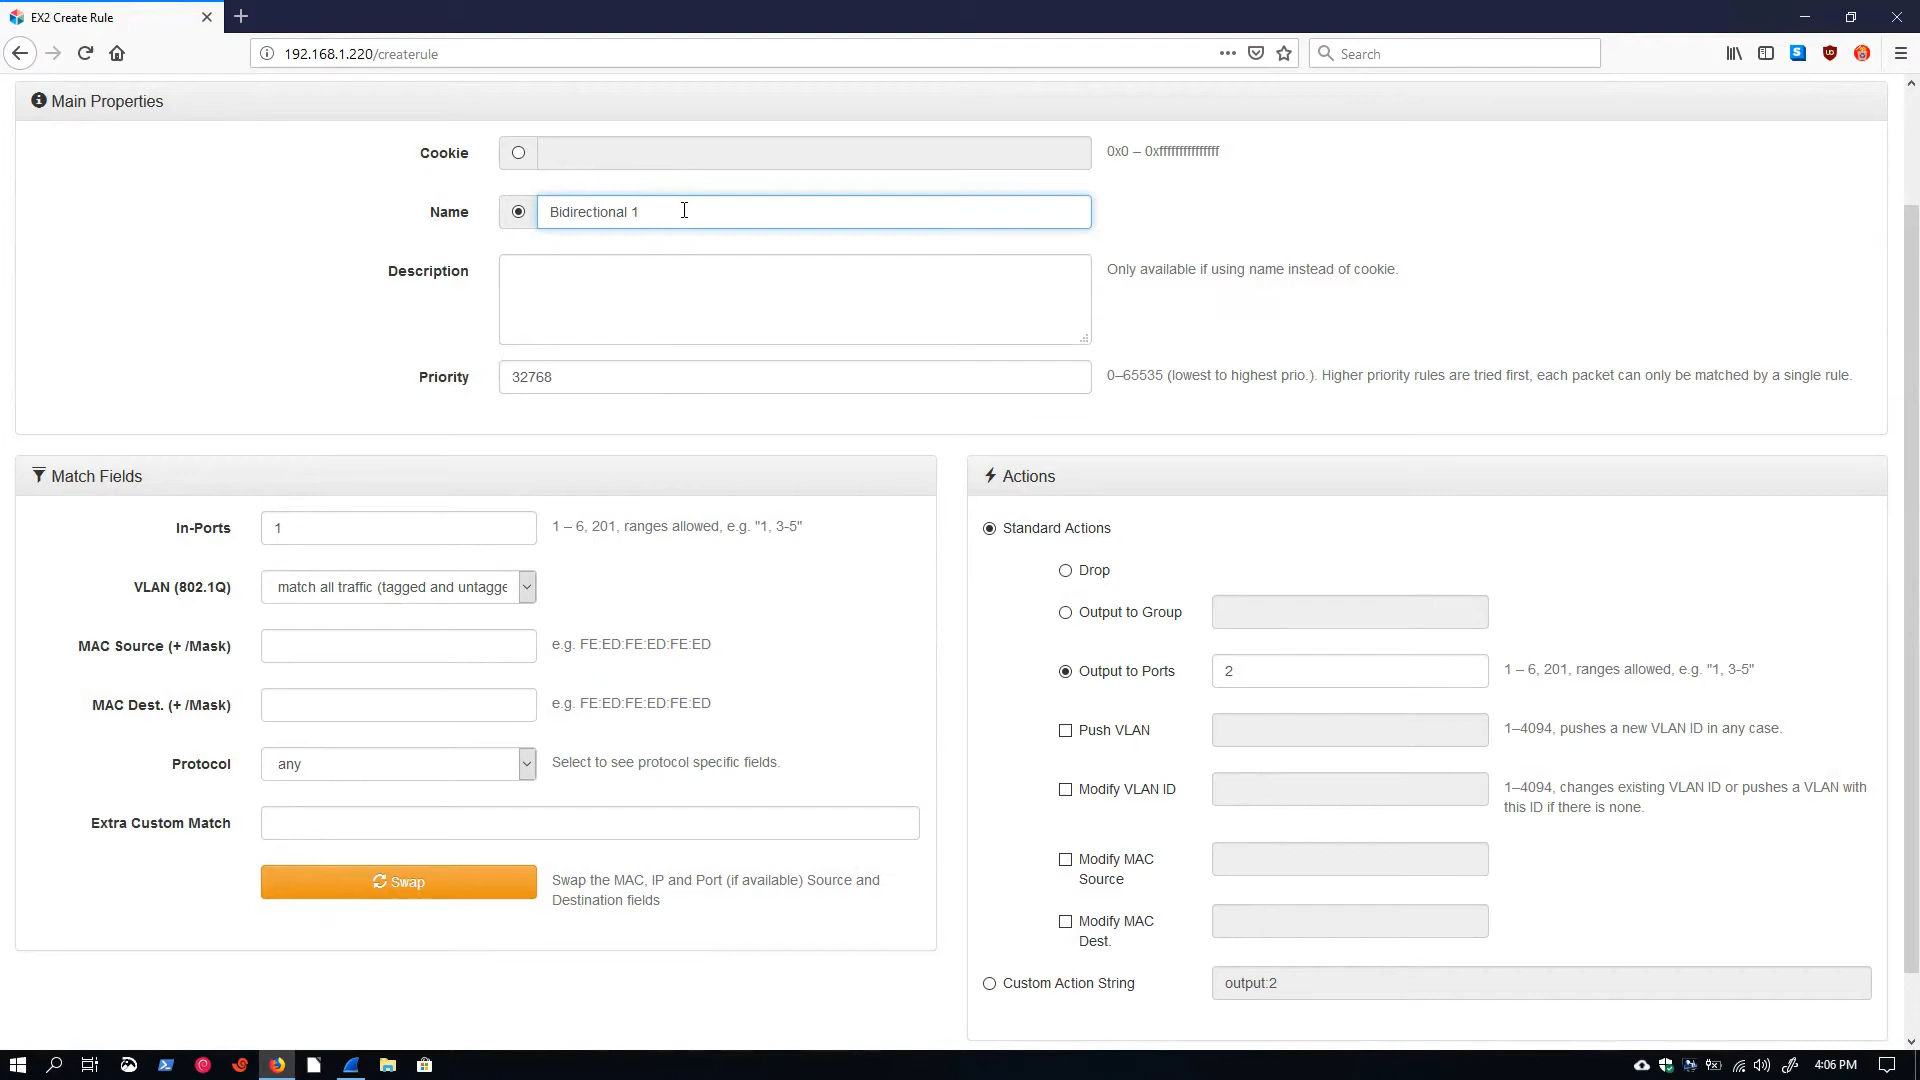 EX2 Create Rule
192.168.1.220/createrule
Search
Main Properties
Cookie
0x0 – 0xffffffffffffffff
Name
Bidirectional 1
Description
Only available if using name instead of cookie.
Priority
32768
0–65535 (lowest to highest prio.). Higher priority rules are tried first, each packet can only be matched by a single rule.
Match Fields
In-Ports
1
1 – 6, 201, ranges allowed, e.g. "1, 3-5"
VLAN (802.1Q)
match all traffic (tagged and untagge
MAC Source (+ /Mask)
e.g. FE:ED:FE:ED:FE:ED
MAC Dest. (+ /Mask)
e.g. FE:ED:FE:ED:FE:ED
Protocol
any
Select to see protocol specific fields.
Extra Custom Match
Swap
Swap the MAC, IP and Port (if available) Source and
Destination fields
Actions
Standard Actions
Drop
Output to Group
Output to Ports
2
1 – 6, 201, ranges allowed, e.g. "1, 3-5"
Push VLAN
1–4094, pushes a new VLAN ID in any case.
Modify VLAN ID
1–4094, changes existing VLAN ID or pushes a VLAN with
this ID if there is none.
Modify MAC
Source
Modify MAC
Dest.
Custom Action String
output:2
4:06 PM